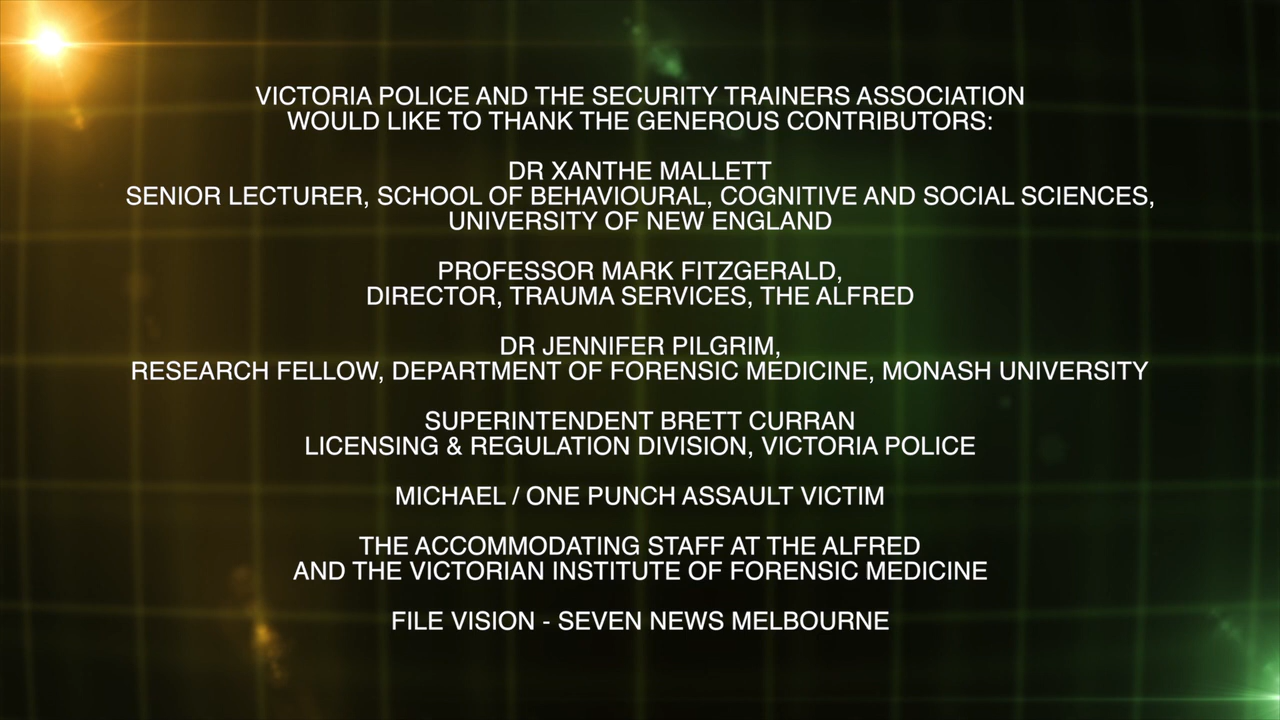 VICTORIA POLICE AND THE SECURITY TRAINERS ASSOCIATION
WOULD LIKE TO THANK THE GENEROUS CONTRIBUTORS:
DR XANTHE MALLETT
SENIOR LECTURER, SCHOOL OF BEHAVIOURAL, COGNITIVE AND SOCIAL SCIENCES,
UNIVERSITY OF NEW ENGLAND
PROFESSOR MARK FITZGERALD,
DIRECTOR, TRAUMA SERVICES, THE ALFRED
DR JENNIFER PILGRIM,
RESEARCH FELLOW, DEPARTMENT OF FORENSIC MEDICINE, MONASH UNIVERSITY
SUPERINTENDENT BRETT CURRAN
LICENSING & REGULATION DIVISION, VICTORIA POLICE
MICHAEL / ONE PUNCH ASSAULT VICTIM
THE ACCOMMODATING STAFF AT THE ALFRED
AND THE VICTORIAN INSTITUTE OF FORENSIC MEDICINE
FILE VISION - SEVEN NEWS MELBOURNE